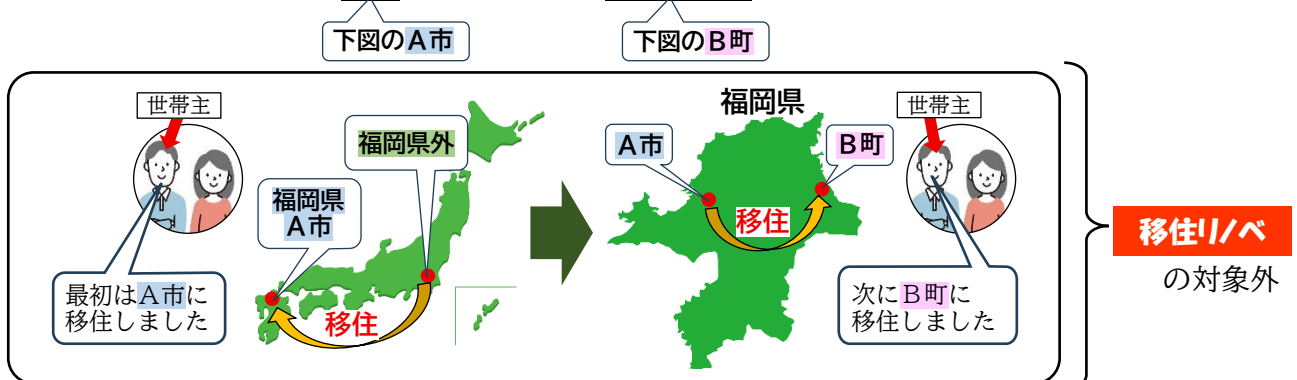 下図のA市
下図のB町
世帯主
福岡県外
福岡県
A市
移住
最初はA市に
移住しました
福岡県
A市
B町
移住
世帯主
次にB町に
移住しました
移住リノベ
の対象外